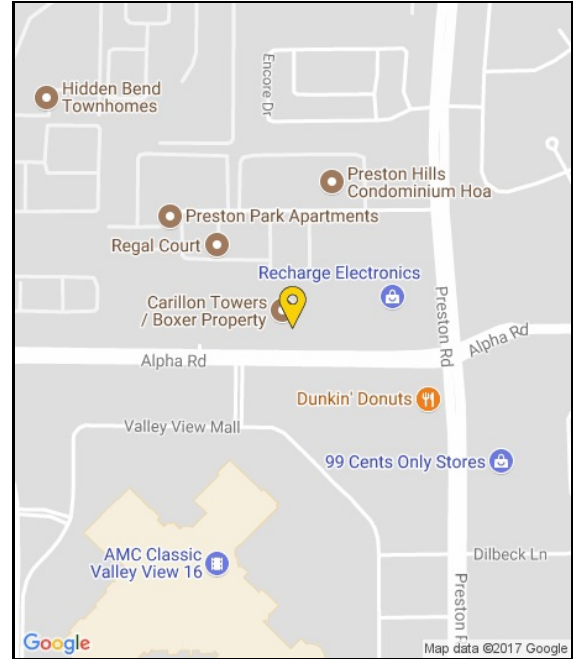 Encore Dr
Hidden Bend
Townhomes
Preston Hills
Condominium Hoa
Preston Park Apartments
Regal Court
Recharge Electronics
Carillon Towers
/ Boxer Property
Preston Rd
Alpha Rd
Alpha Rd
Dunkin' Donuts
Valley View Mall
99 Cents Only Stores
AMC Classic
Valley View 16
Dilbeck Ln
Preston R
Google
Map data ©2017 Google